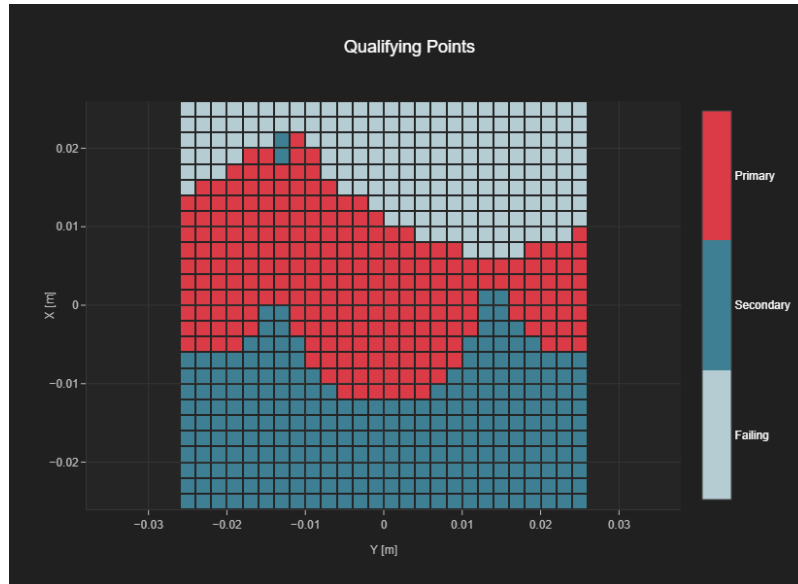 Qualifying Points
0.02
0.01
0
−0.01
−0.02
X [m]
−0.03
−0.02
−0.01
0
0.01
0.02
0.03
Y [m]
Primary
Secondary
Failing